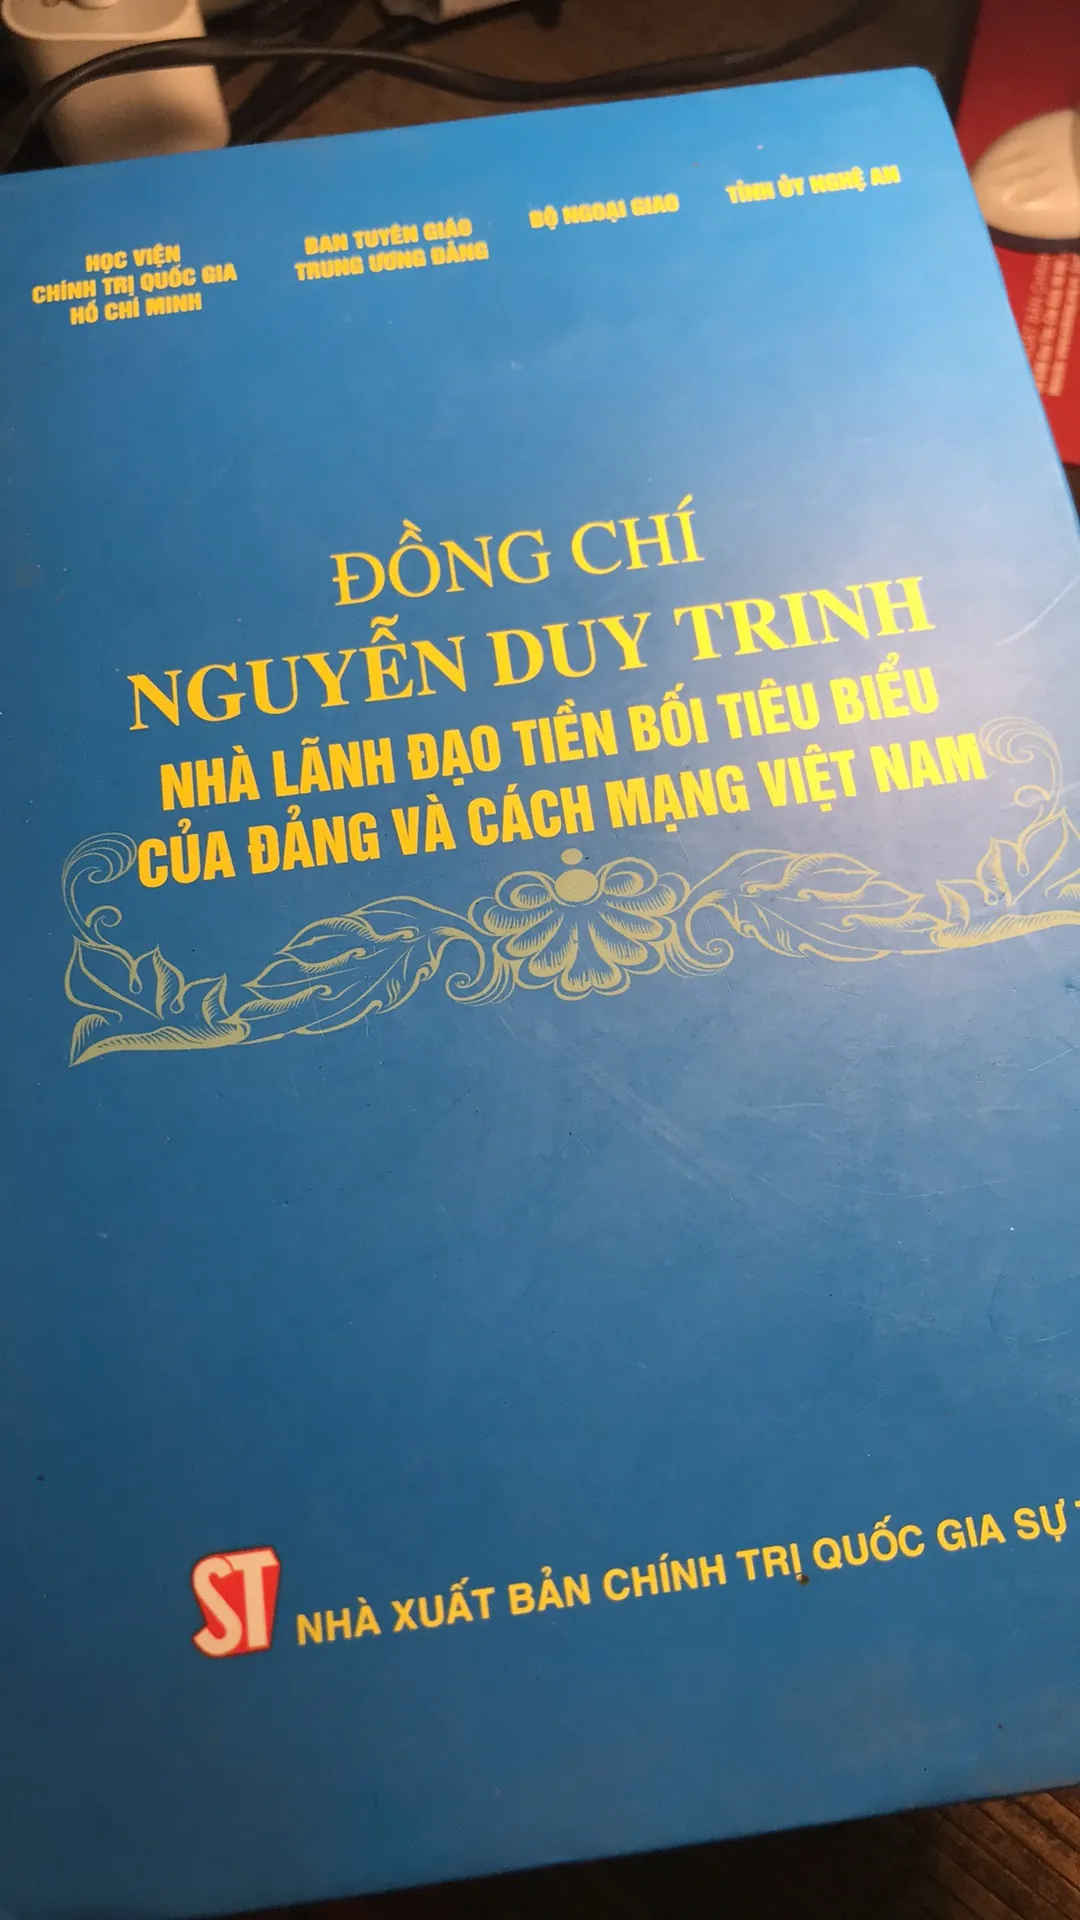 HỌC VIỆN
CHÍNH TRỊ QUỐC GIA
HỒ CHÍ MINH
BAN TUYÊN GIÁO
TRUNG ƯƠNG ĐẢNG
BỘ NGOẠI GIAO
TỈNH ỦY NGHỆ AN
ĐỒNG CHÍ
NGUYỄN DUY TRINH
NHÀ LÃNH ĐẠO TIỀN BỐI TIÊU BIỂU
CỦA ĐẢNG VÀ CÁCH MẠNG VIỆT NAM
ST NHÀ XUẤT BẢN CHÍNH TRỊ QUỐC GIA SỰ